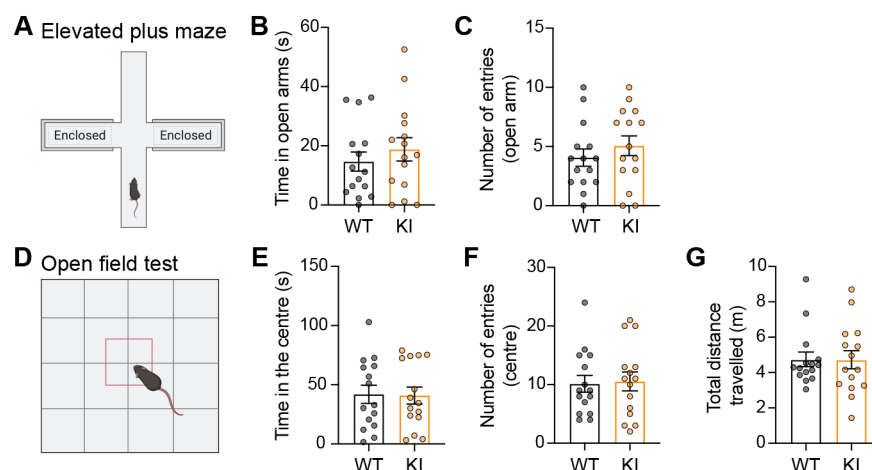 A Elevated plus maze
Enclosed Enclosed
B
Time in open arms (s)
60
40
20
0
WT KI
C
Number of entries
(open arm)
15
10
5
0
WT KI
D Open field test
E
Time in the centre (s)
150
100
50
0
WT KI
F
Number of entries
(centre)
30
20
10
0
WT KI
G
Total distance
travelled (m)
10
8
6
4
2
0
WT KI